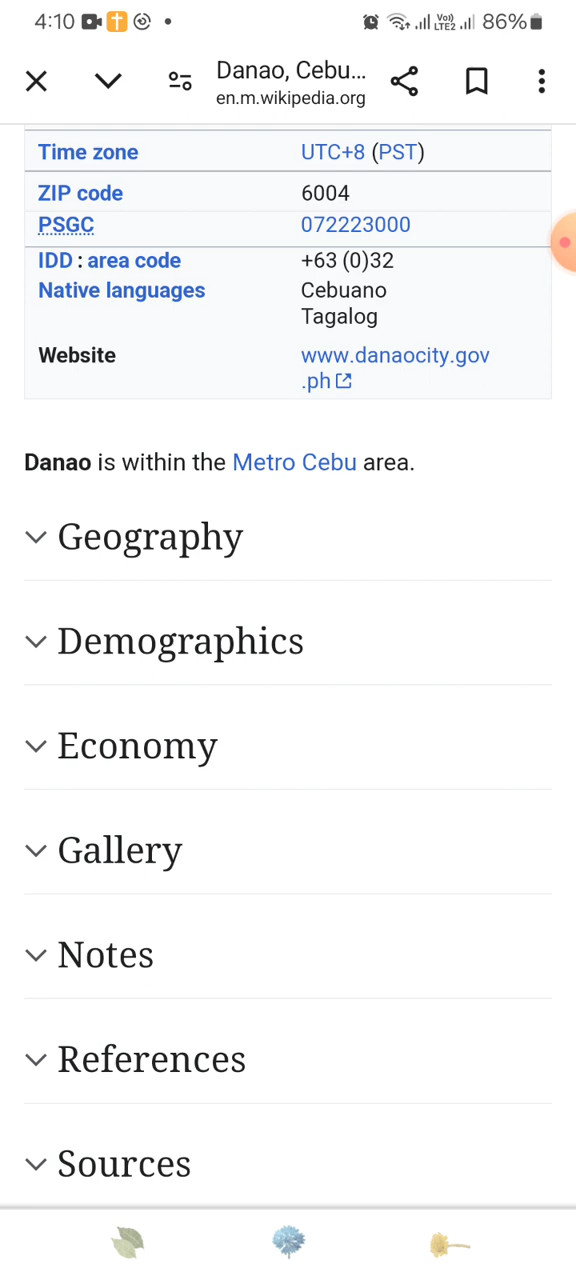 4:10
Vo))
LTE2
86%
Danao, Cebu...
en.m.wikipedia.org
Time zone UTC+8 (PST)
ZIP code 6004
PSGC 072223000
IDD : area code +63 (0)32
Native languages Cebuano
Tagalog
Website www.danaocity.gov
.ph
Danao is within the Metro Cebu area.
Geography
Demographics
Economy
Gallery
Notes
References
Sources